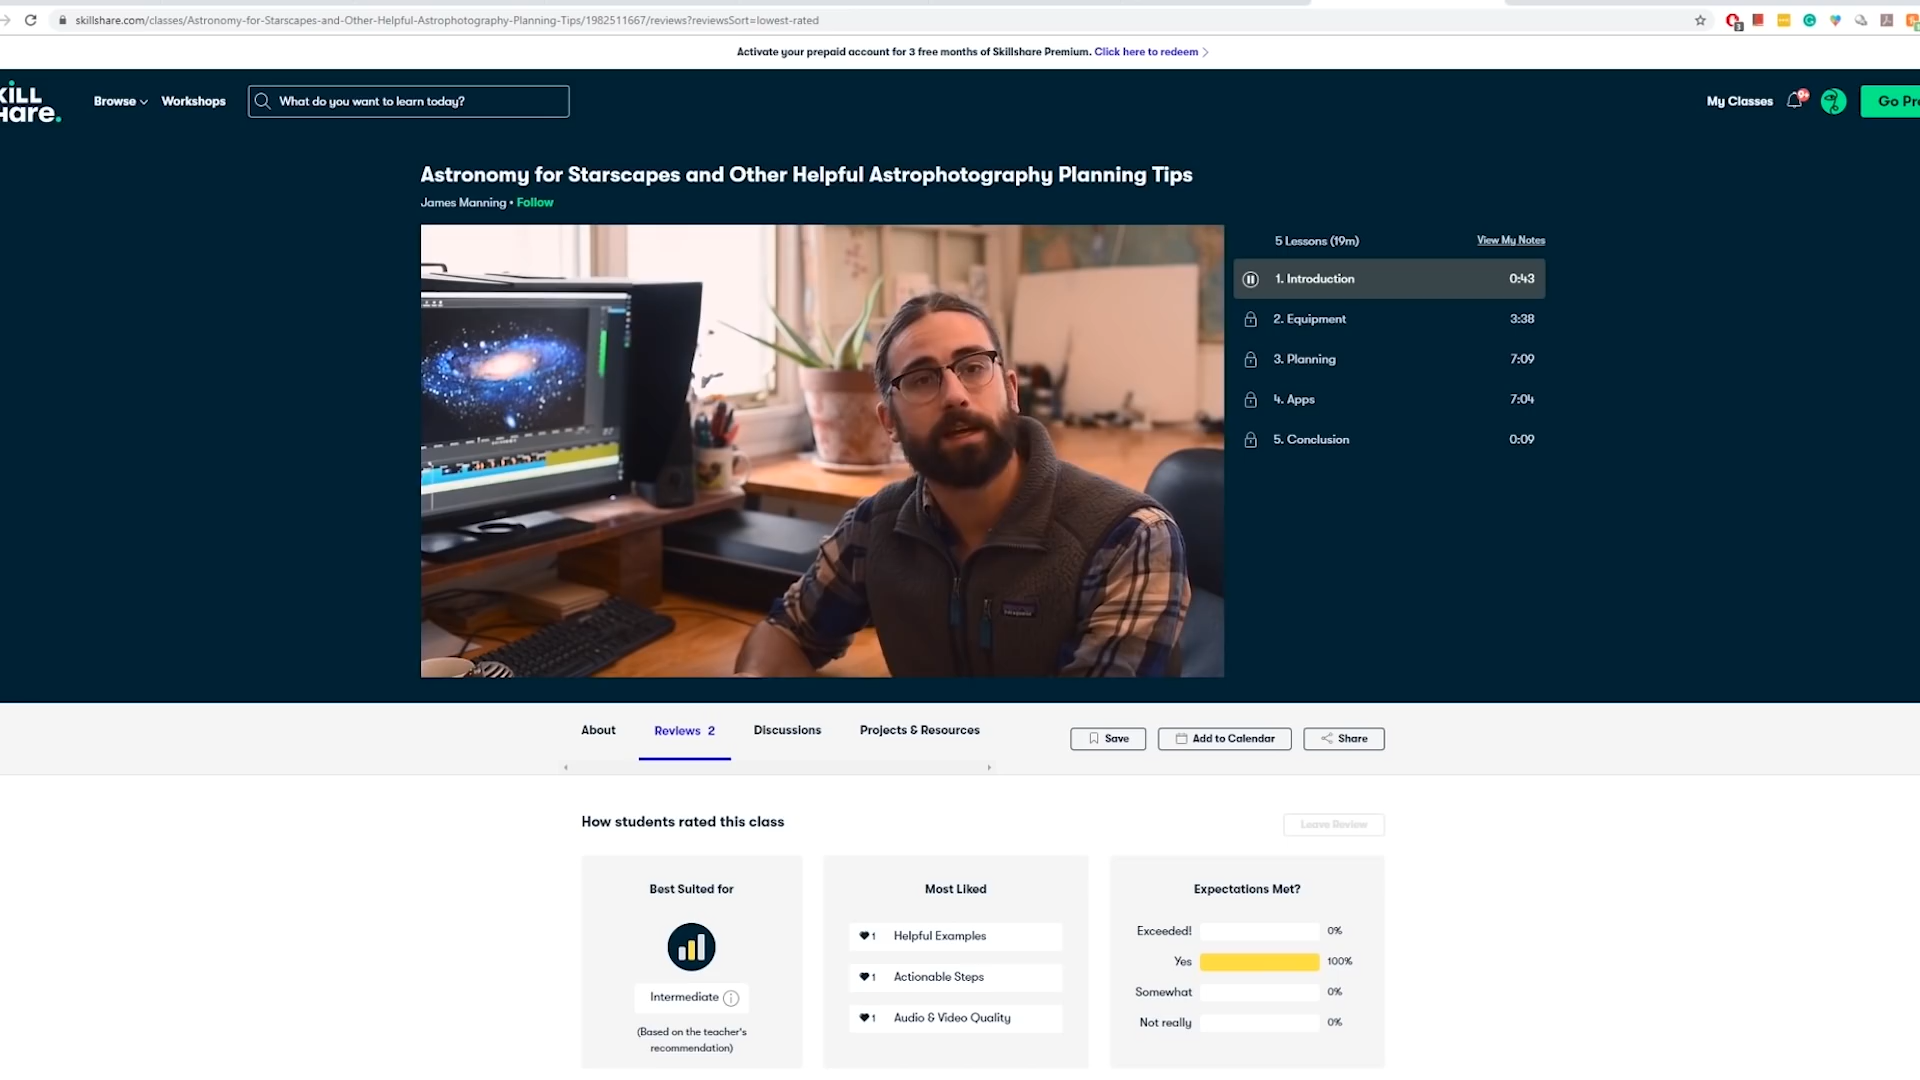 skillshare.com/classes/Astronomy-for-Starscapes-and-Other-Helpful-Astrophotography-Planning-Tips/1982511667/reviews?reviewsSort=lowest-rated
Activate your prepaid account for 3 free months of Skillshare Premium. Click here to redeem
Browse Workshops What do you want to learn today? My Classes 9+ Go Pre
Astronomy for Starscapes and Other Helpful Astrophotography Planning Tips
James Manning • Follow
5 Lessons (19m) View My Notes
1. Introduction 0:43
2. Equipment 3:38
3. Planning 7:09
4. Apps 7:04
5. Conclusion 0:09
patagonia
About Reviews 2 Discussions Projects & Resources Save Add to Calendar Share
How students rated this class Leave Review
Best Suited for
Intermediate
(Based on the teacher's
recommendation)
Most Liked
1 Helpful Examples
1 Actionable Steps
1 Audio & Video Quality
Expectations Met?
Exceeded! 0%
Yes 100%
Somewhat 0%
Not really 0%